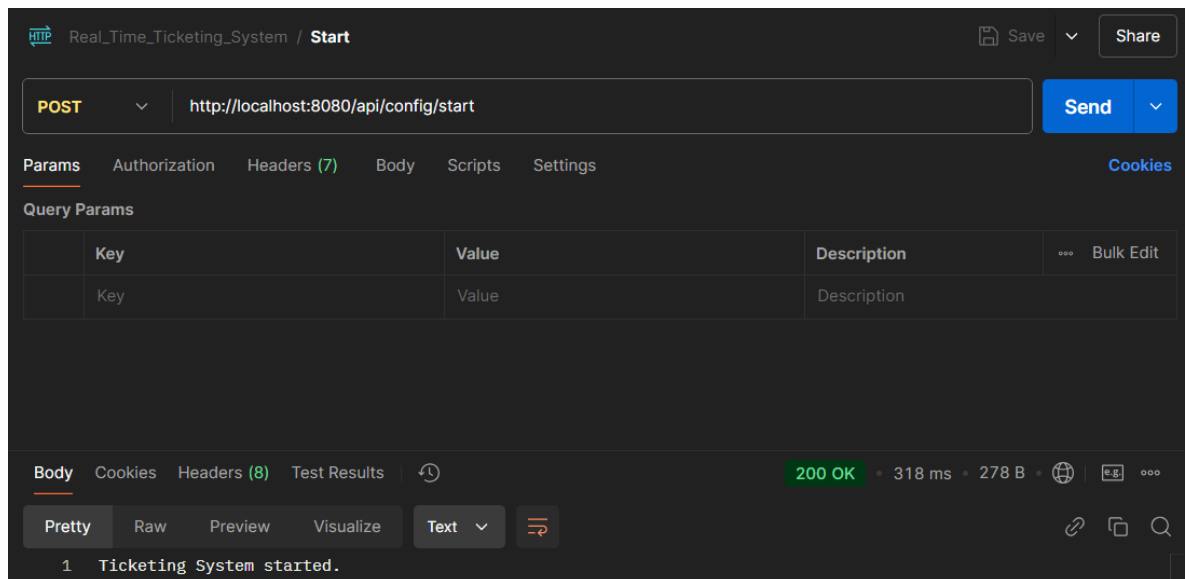 HTTP Real_Time_Ticketing_System / Start Save Share
POST http://localhost:8080/api/config/start Send
Params Authorization Headers (7) Body Scripts Settings Cookies
Query Params
Key Value Description Bulk Edit
Key Value Description
Body Cookies Headers (8) Test Results 200 OK • 318 ms • 278 B • e.g.
Pretty Raw Preview Visualize Text
1 Ticketing System started.